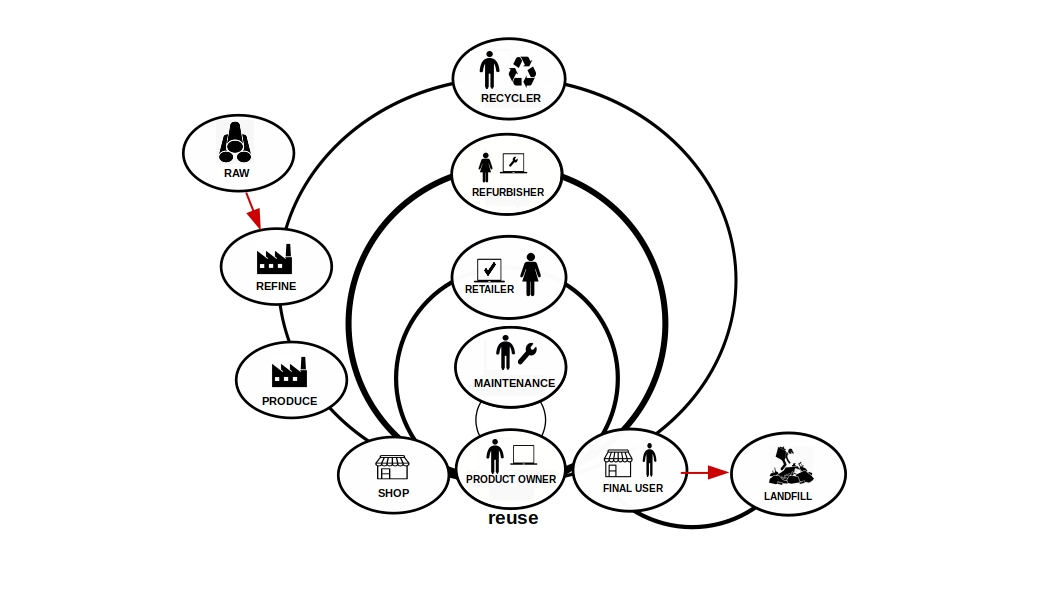 RECYCLER
RAW
REFURBISHER
REFINE
RETAILER
MAINTENANCE
PRODUCE
SHOP
PRODUCT OWNER
FINAL USER
LANDFILL
reuse